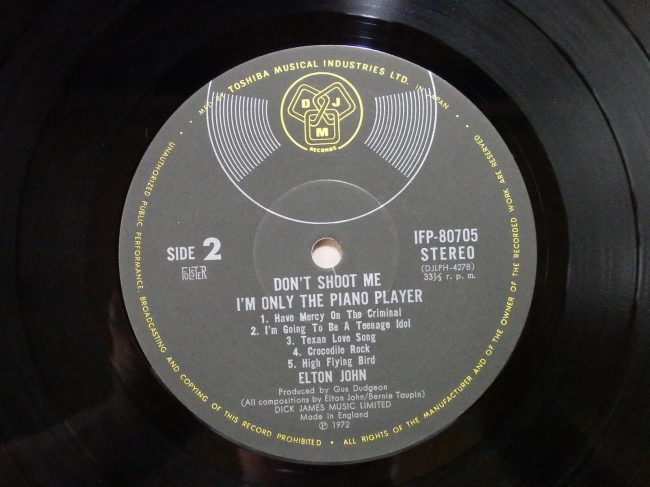 MFD BY TOSHIBA MUSICAL INDUSTRIES LTD. IN JAPAN
DJM
RECORDS
SIDE 2
IFP-80705
STEREO
(DJLPH-427B)
33⅓ r. p. m.
DON'T SHOOT ME
I'M ONLY THE PIANO PLAYER
1. Have Mercy On The Criminal
2. I'm Going To Be A Teenage Idol
3. Texan Love Song
4. Crocodile Rock
5. High Flying Bird
ELTON JOHN
Produced by Gus Dudgeon
(All compositions by Elton John/Bernie Taupin)
DICK JAMES MUSIC LIMITED
Made in England
Ⓟ 1972
UNAUTHORIZED PUBLIC PERFORMANCE, BROADCASTING AND COPYING OF THIS RECORD PROHIBITED · ALL RIGHTS OF THE MANUFACTURER AND OF THE OWNER OF THE RECORDED WORK ARE RESERVED